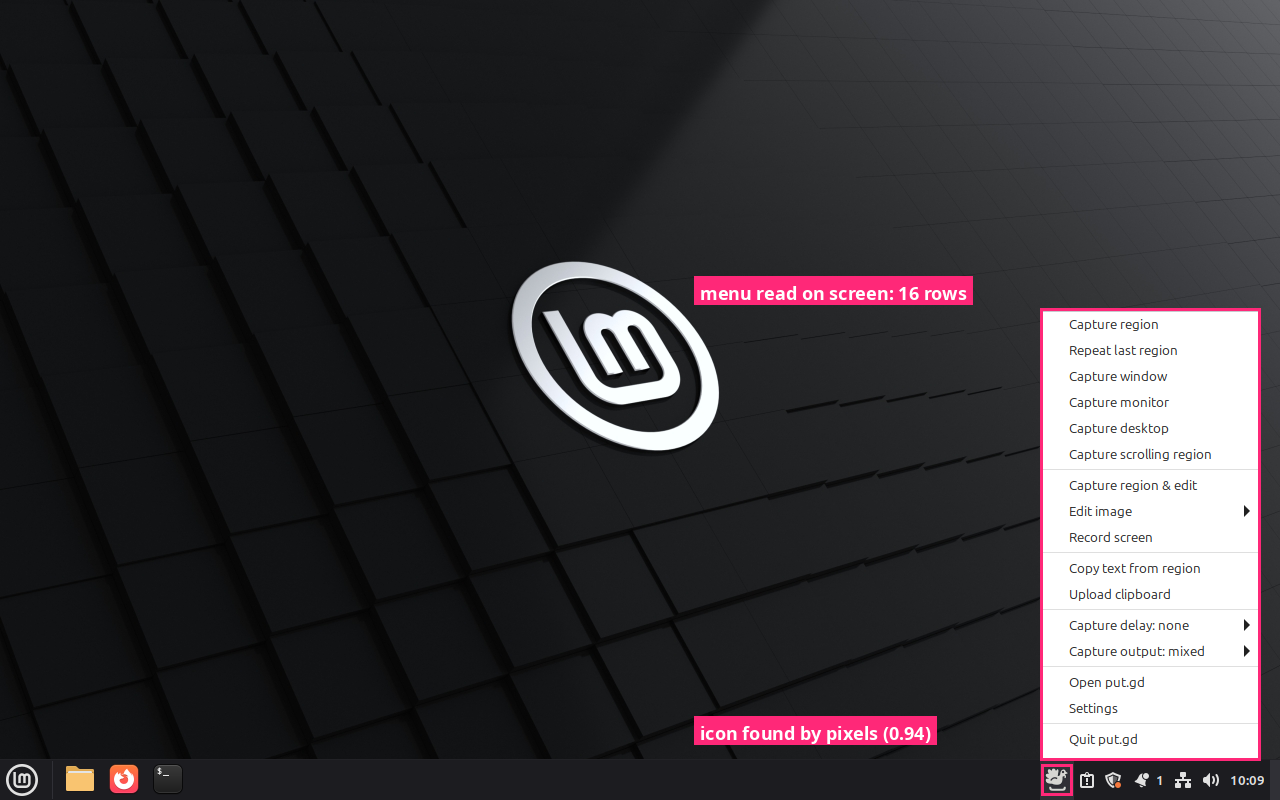 menu read on screen: 16 rows
Capture region
Repeat last region
Capture window
Capture monitor
Capture desktop
Capture scrolling region
Capture region & edit
Edit image
Record screen
Copy text from region
Upload clipboard
Capture delay: none
Capture output: mixed
Open put.gd
Settings
Quit put.gd
icon found by pixels (0.94)
$_
1
10:09